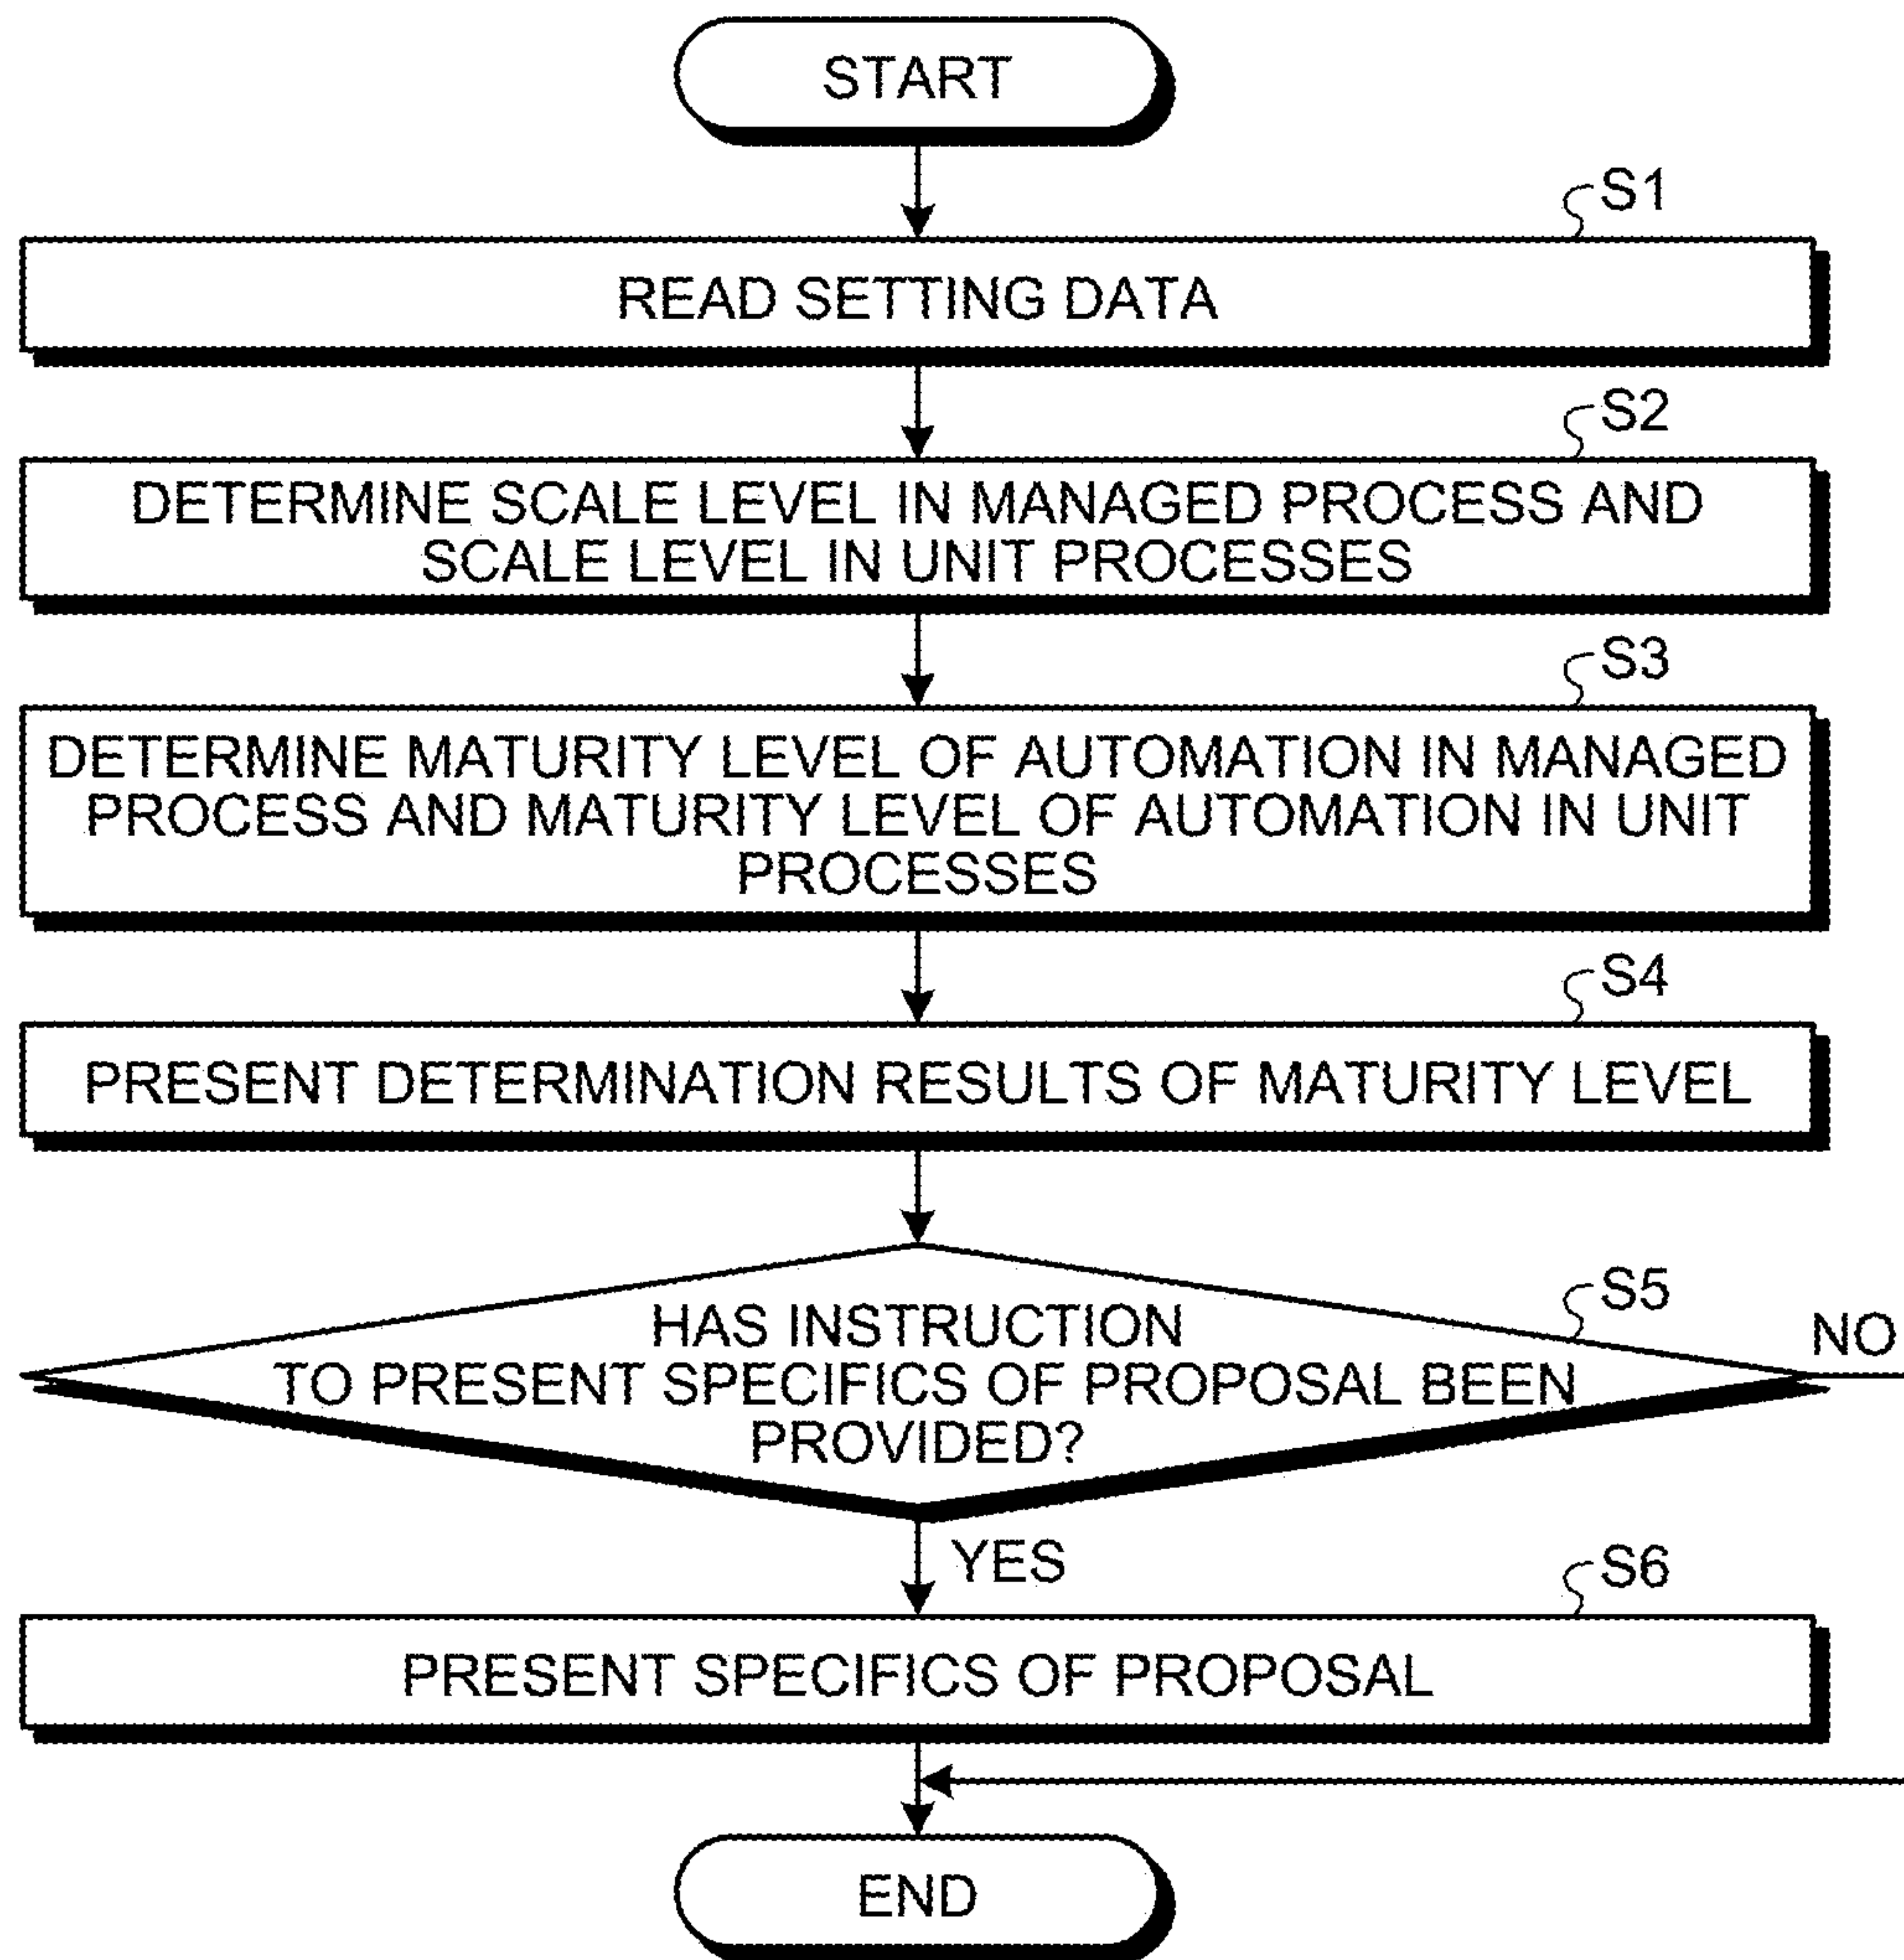 START
S1
READ SETTING DATA
S2
DETERMINE SCALE LEVEL IN MANAGED PROCESS AND
SCALE LEVEL IN UNIT PROCESSES
S3
DETERMINE MATURITY LEVEL OF AUTOMATION IN MANAGED
PROCESS AND MATURITY LEVEL OF AUTOMATION IN UNIT
PROCESSES
S4
PRESENT DETERMINATION RESULTS OF MATURITY LEVEL
S5
HAS INSTRUCTION
TO PRESENT SPECIFICS OF PROPOSAL BEEN
PROVIDED?
NO
YES
S6
PRESENT SPECIFICS OF PROPOSAL
END